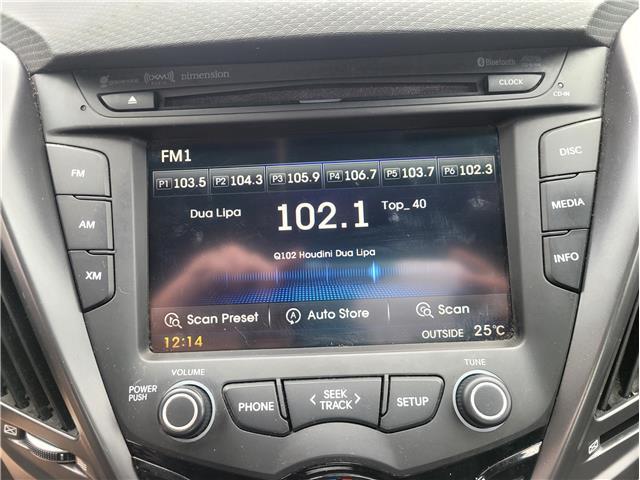 ((XM)) Dimension
Bluetooth
CLOCK
CD-IN
FM1
FM
DISC
P1 103.5 P2 104.3 P3 105.9 P4 106.7 P5 103.7 P6 102.3
AM
MEDIA
Dua Lipa 102.1 Top_40
Q102 Houdini Dua Lipa
XM
INFO
Scan Preset Auto Store Scan
12:14 OUTSIDE 25°C
VOLUME
TUNE
POWER
PUSH
PHONE
SEEK
TRACK
SETUP